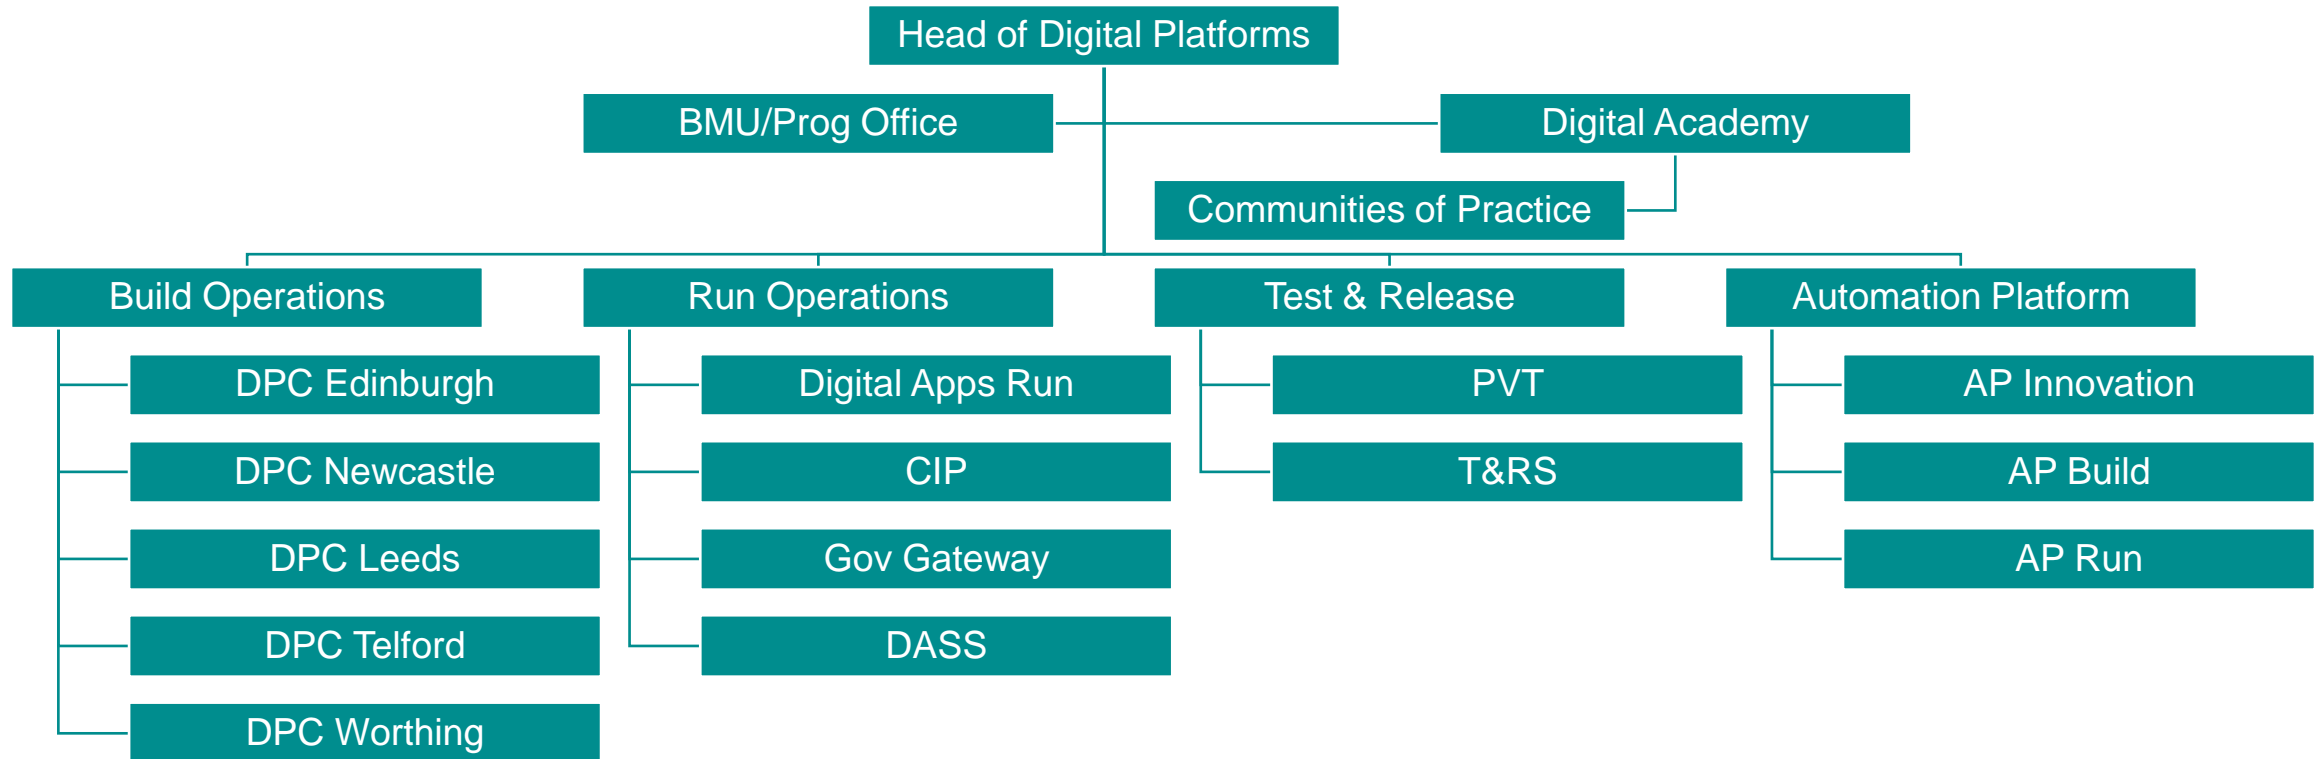 Head of Digital Platforms
BMU/Prog Office
Digital Academy
Communities of Practice
Build Operations
Run Operations
Test & Release
Automation Platform
DPC Edinburgh
Digital Apps Run
PVT
AP Innovation
DPC Newcastle
CIP
T&RS
AP Build
DPC Leeds
Gov Gateway
AP Run
DPC Telford
DASS
DPC Worthing